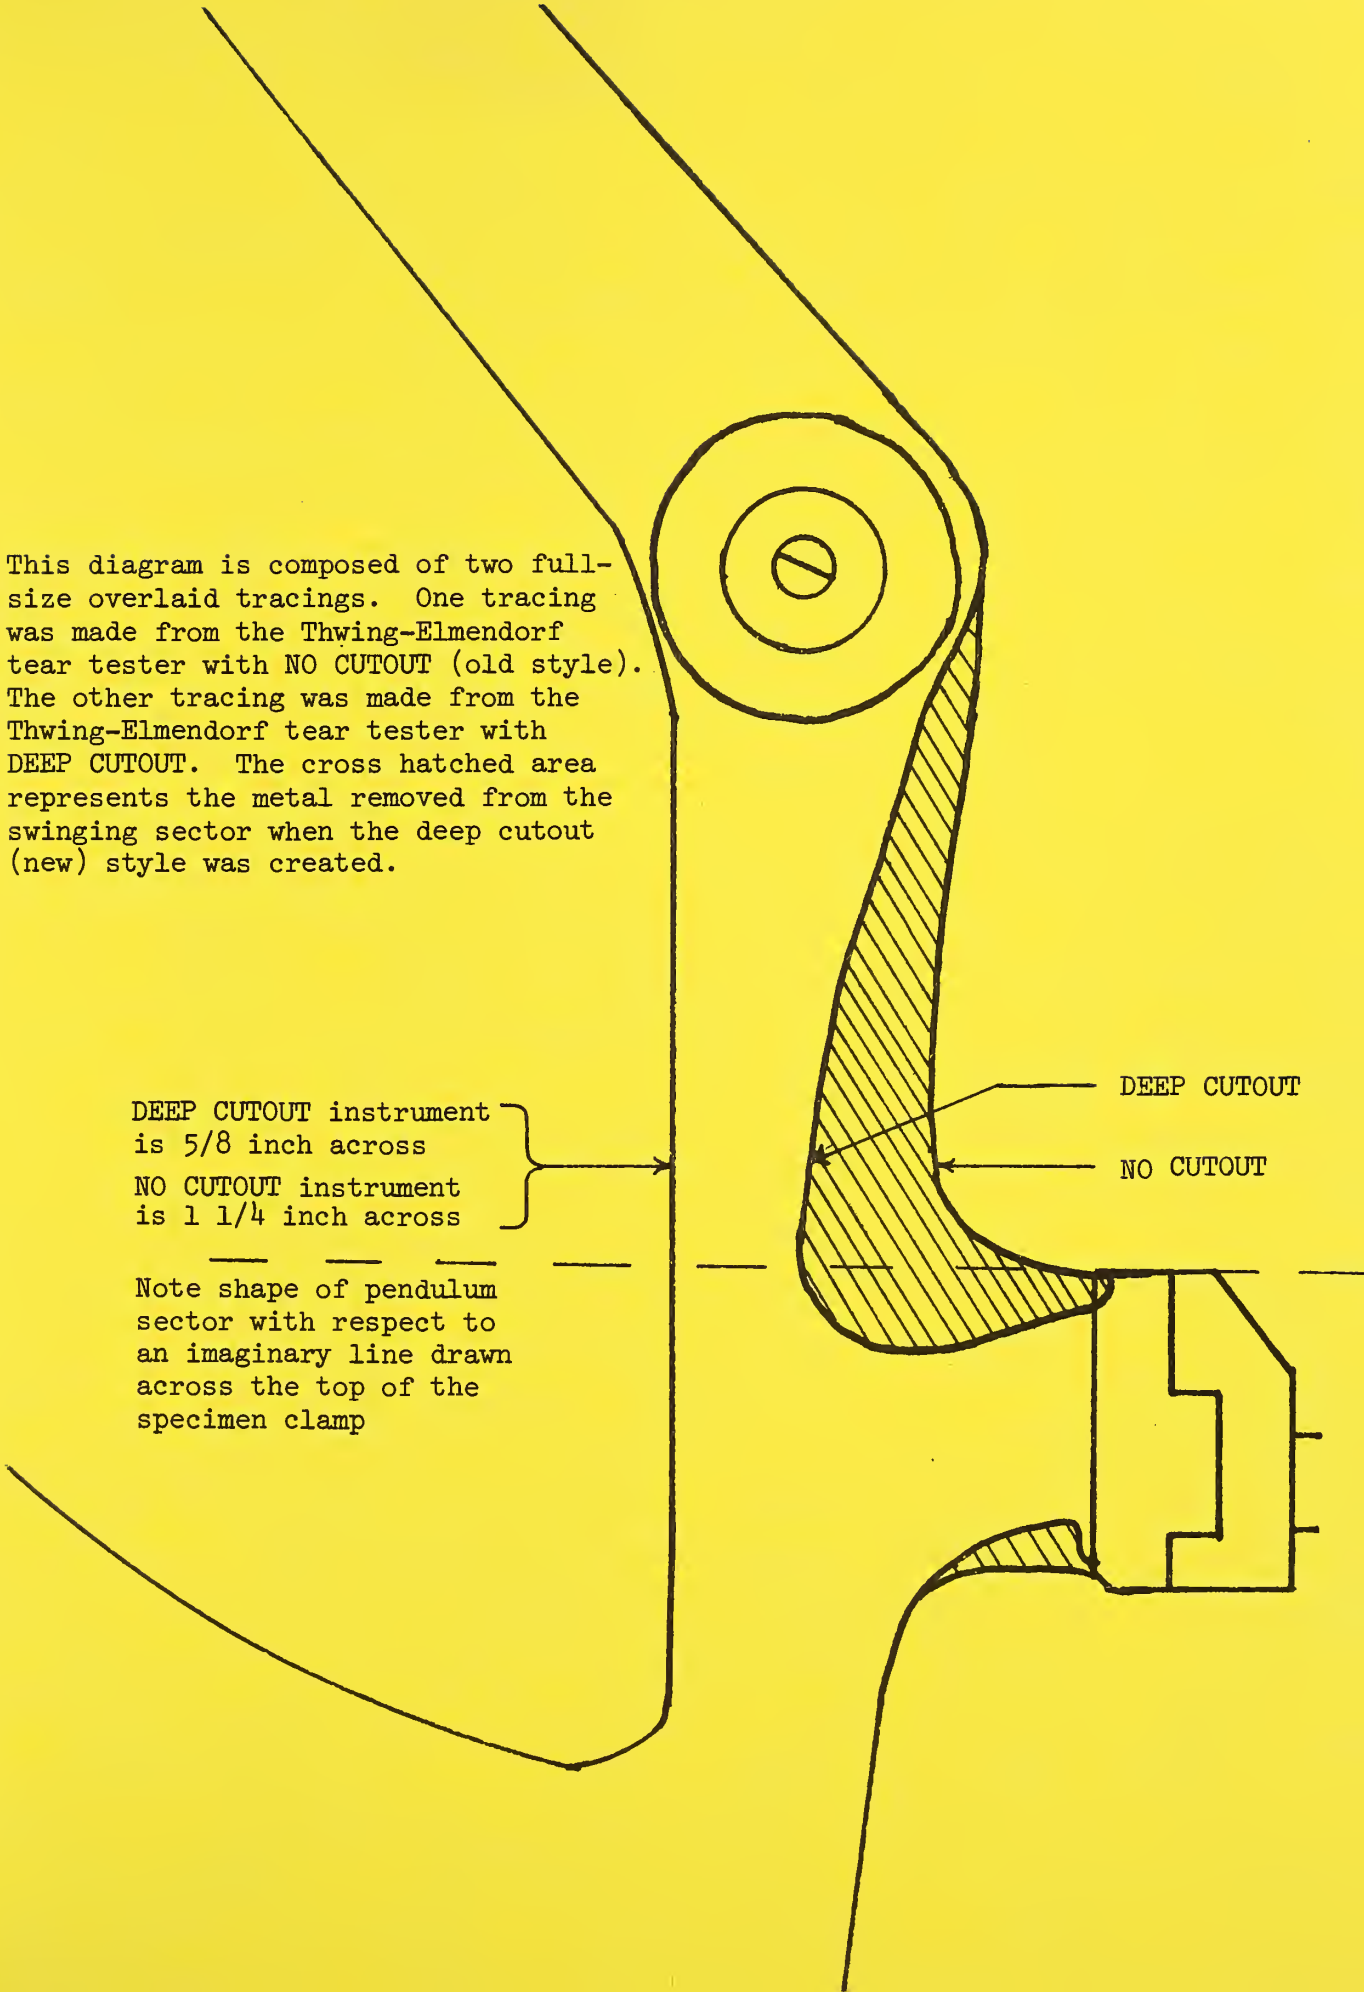 This diagram is composed of two full-
size overlaid tracings. One tracing
was made from the Thwing-Elmendorf
tear tester with NO CUTOUT (old style).
The other tracing was made from the
Thwing-Elmendorf tear tester with
DEEP CUTOUT. The cross hatched area
represents the metal removed from the
swinging sector when the deep cutout
(new) style was created.
DEEP CUTOUT instrument
is 5/8 inch across
NO CUTOUT instrument
is 1 1/4 inch across
DEEP CUTOUT
NO CUTOUT
Note shape of pendulum
sector with respect to
an imaginary line drawn
across the top of the
specimen clamp